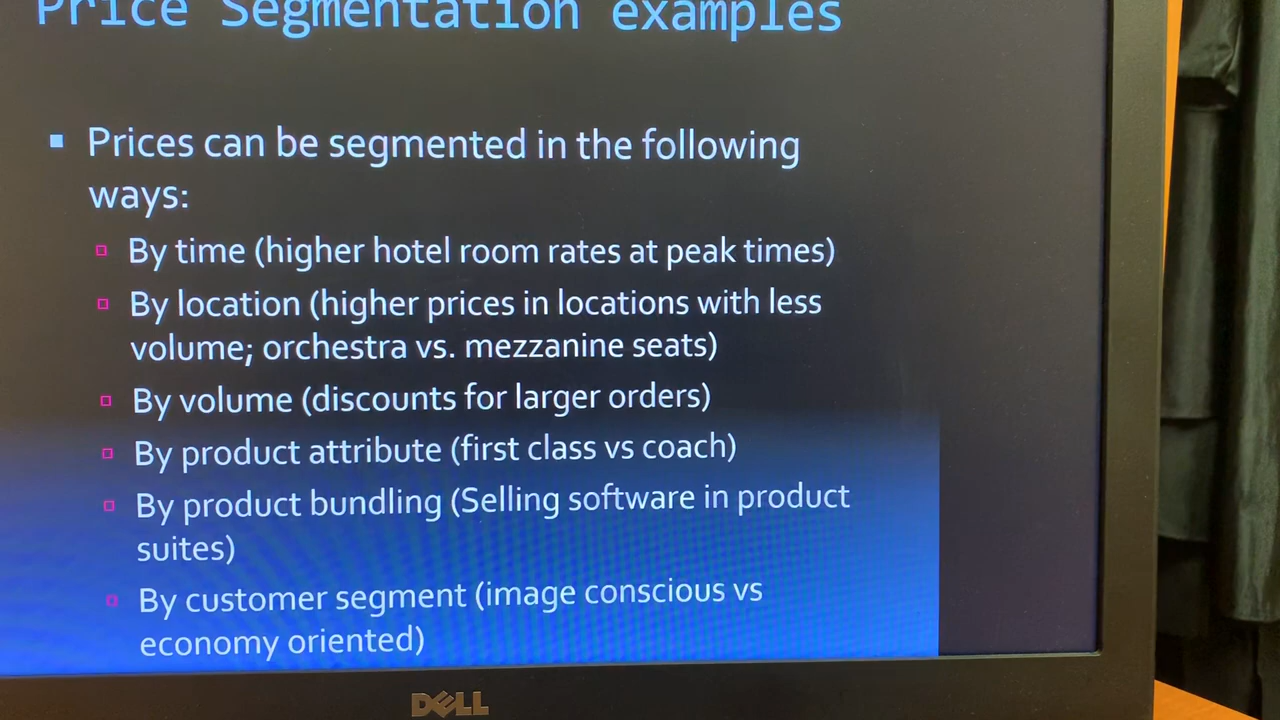 Price Segmentation examples
Prices can be segmented in the following
ways:
By time (higher hotel room rates at peak times)
By location (higher prices in locations with less
volume; orchestra vs. mezzanine seats)
By volume (discounts for larger orders)
By product attribute (first class vs coach)
By product bundling (Selling software in product
suites)
By customer segment (image conscious vs
economy oriented)
DELL